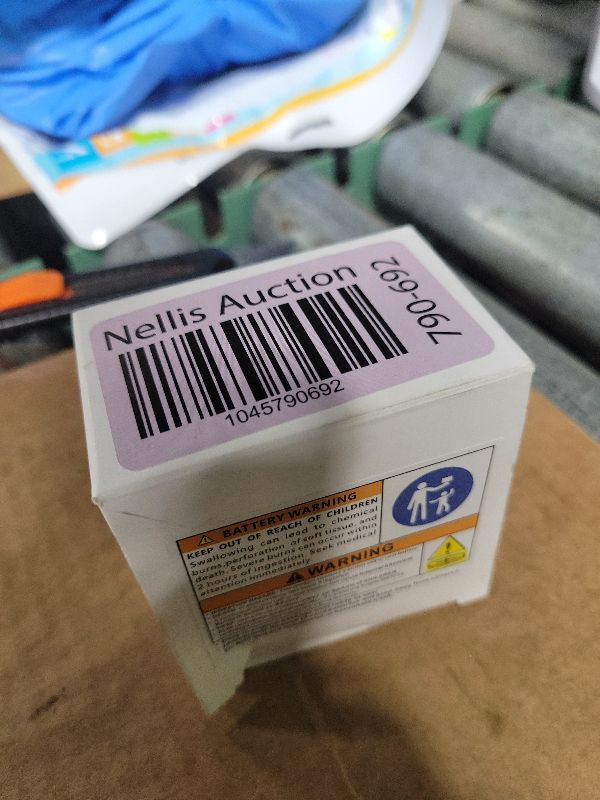 Nellis Auction
790-692
1045790692
BATTERY WARNING
KEEP OUT OF REACH OF CHILDREN
Swallowing can lead to chemical
burns,perforation of soft tissue, and
death. Severe burns can occur within
2 hours of ingestion. Seek medical
attention immediately.
WARNING